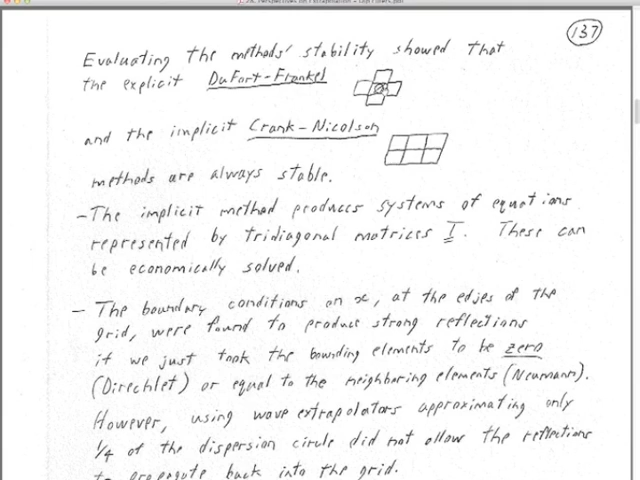 137
Evaluating the methods' stability showed that
the explicit DuFort-Frankel
and the implicit Crank-Nicolson
methods are always stable.
- The implicit method produces systems of equations
represented by tridiagonal matrices T. These can
be economically solved.
- The boundary conditions on x, at the edges of the
grid, were found to produce strong reflections
if we just took the bounding elements to be zero
(Direchlet) or equal to the neighboring elements (Neumann).
However, using wave extrapolators approximating only
1/4 of the dispersion circle did not allow the reflections
to propagate back into the grid.